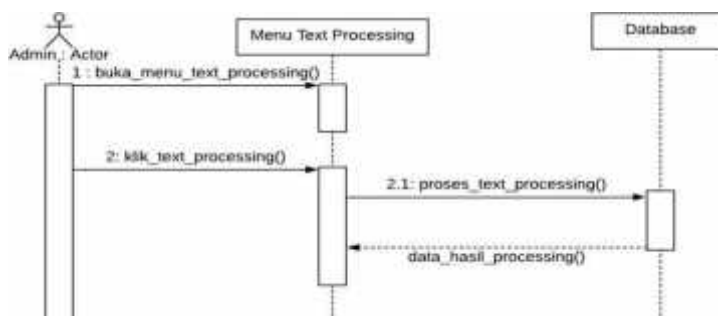 Admin : Actor
Menu Text Processing
Database
1 : buka_menu_text_processing()
2: klik_text_processing()
2.1: proses_text_processing()
data_hasil_processing()